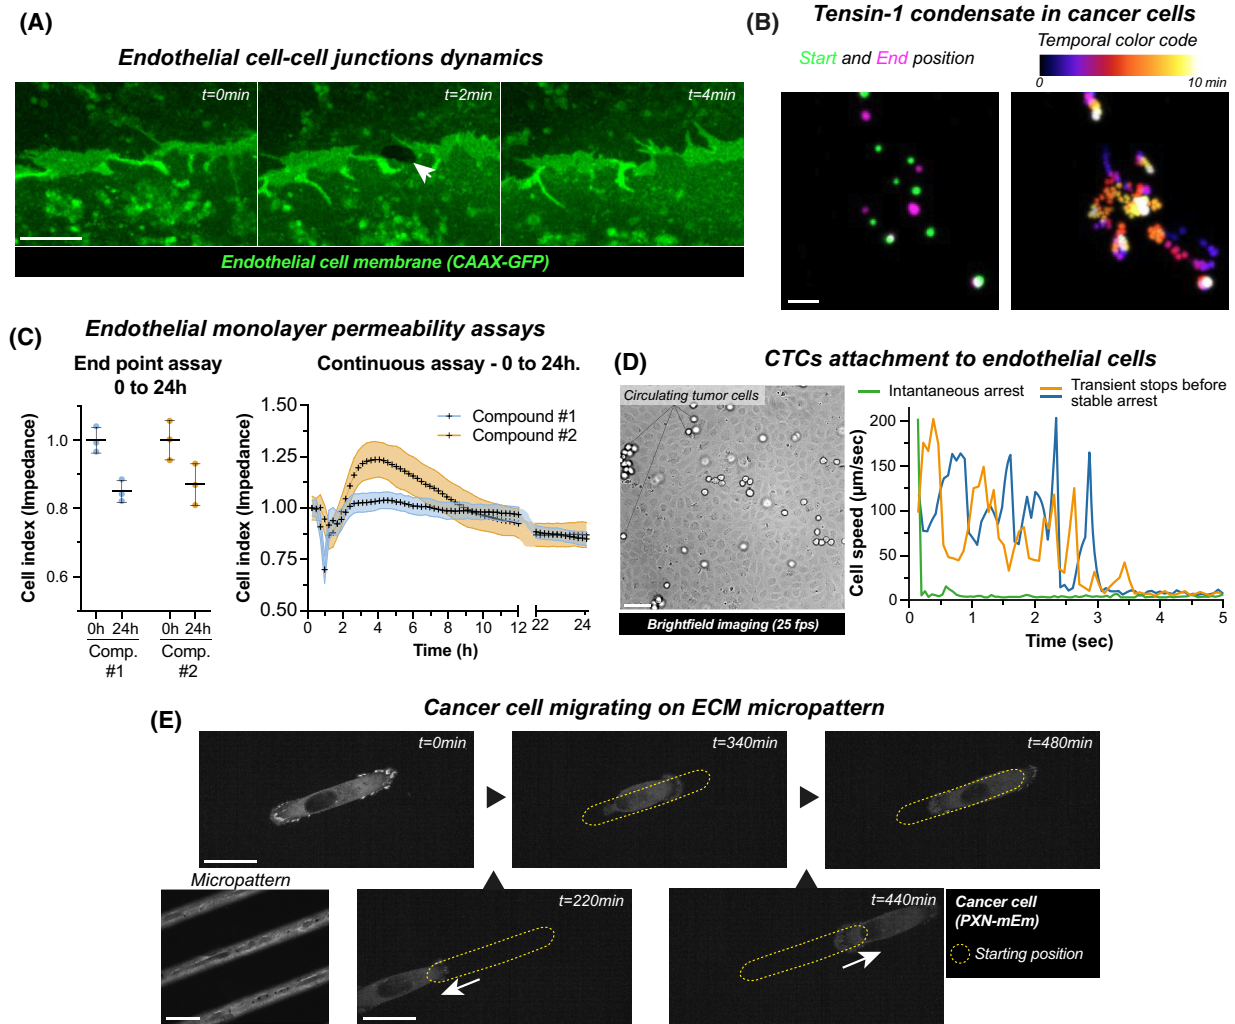 (A)
Endothelial cell-cell junctions dynamics
t=0min
t=2min
t=4min
Endothelial cell membrane (CAAX-GFP)
(B)
Tensin-1 condensate in cancer cells
Start and End position
Temporal color code
0
10 min
(C)
Endothelial monolayer permeability assays
End point assay
0 to 24h
Cell index (Impedance)
1.0
0.8
0.6
0h 24h
0h 24h
Comp.
#1
Comp.
#2
Continuous assay - 0 to 24h.
Cell index (Impedance)
1.50
1.25
1.00
0.75
0.50
Compound #1
Compound #2
0 2 4 6 8 10 12 22 24
Time (h)
(D)
CTCs attachment to endothelial cells
Circulating tumor cells
Brightfield imaging (25 fps)
Intantaneous arrest
Transient stops before
stable arrest
Cell speed (µm/sec)
200
150
100
50
0
0 1 2 3 4 5
Time (sec)
(E)
Cancer cell migrating on ECM micropattern
t=0min
t=340min
t=480min
Micropattern
t=220min
t=440min
Cancer cell
(PXN-mEm)
Starting position